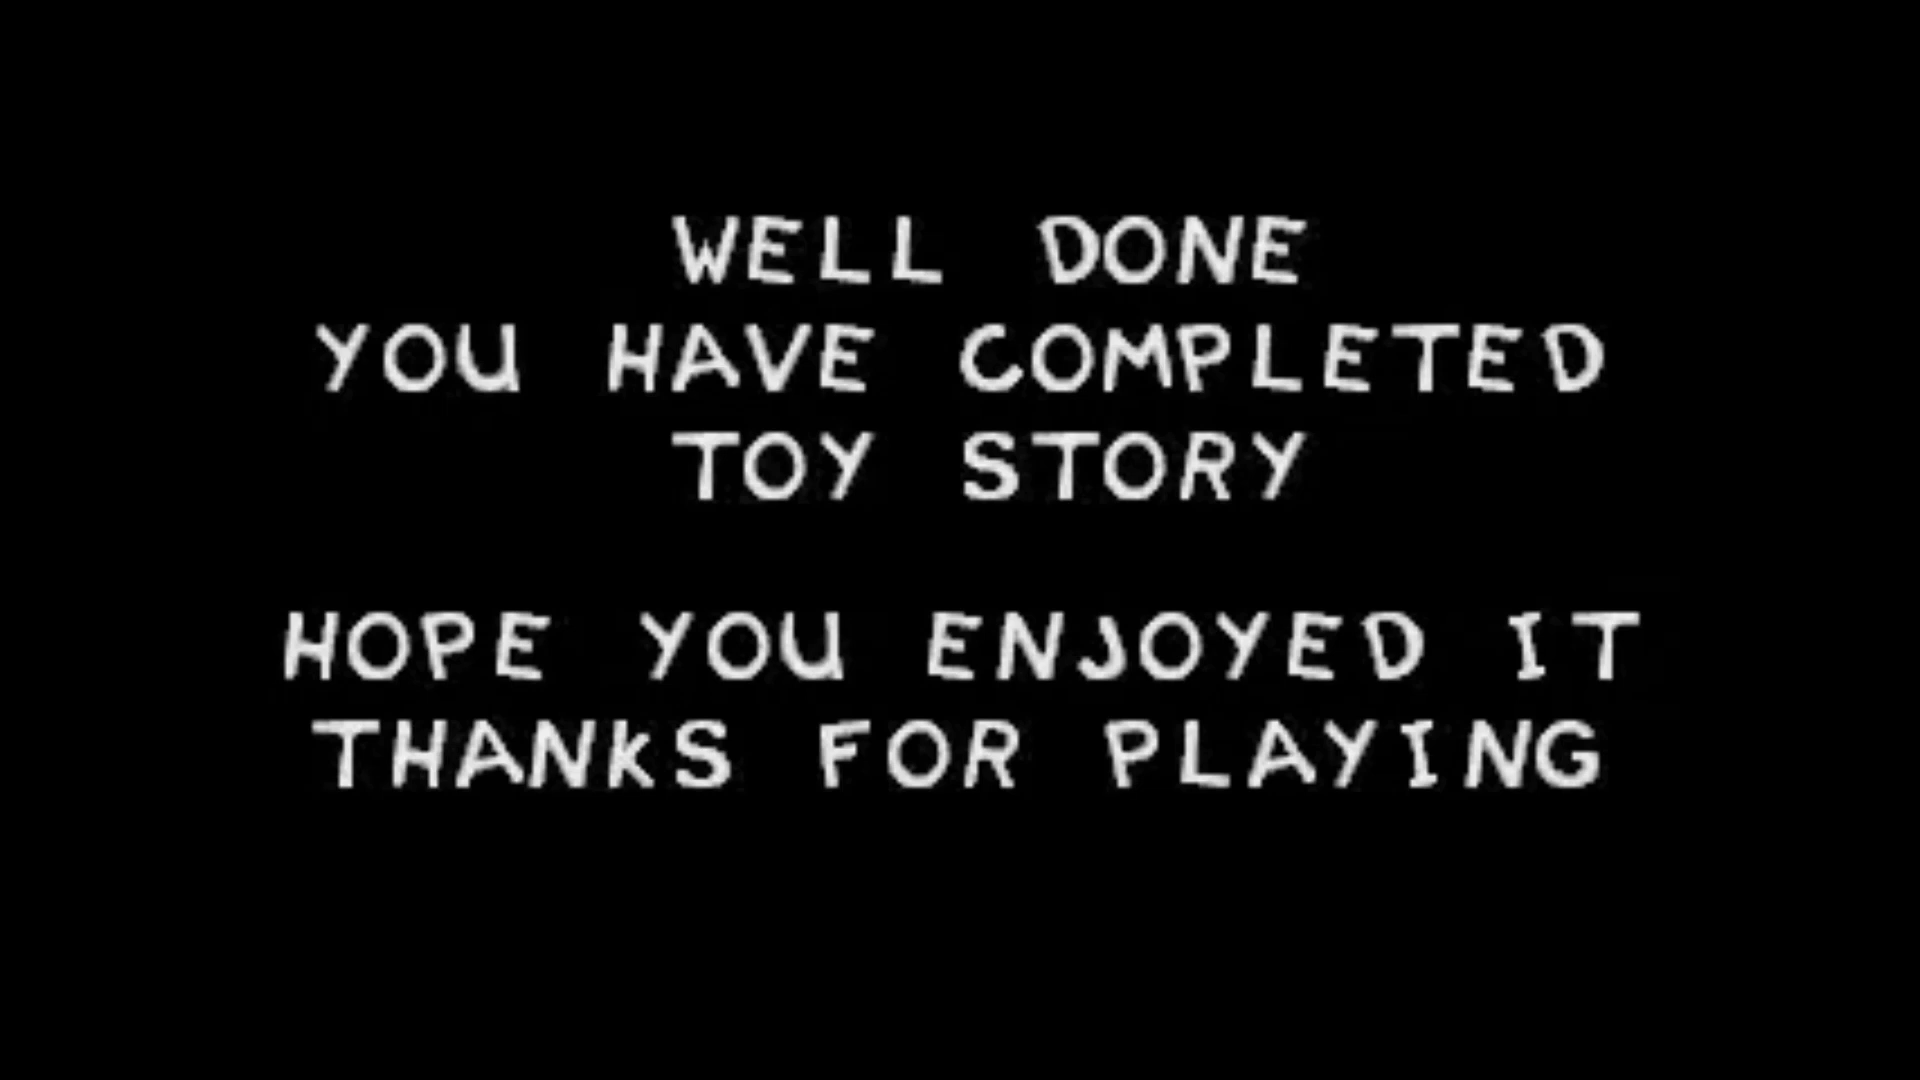 WELL DONE
YOU HAVE COMPLETED
TOY STORY
HOPE YOU ENJOYED IT
THANKS FOR PLAYING